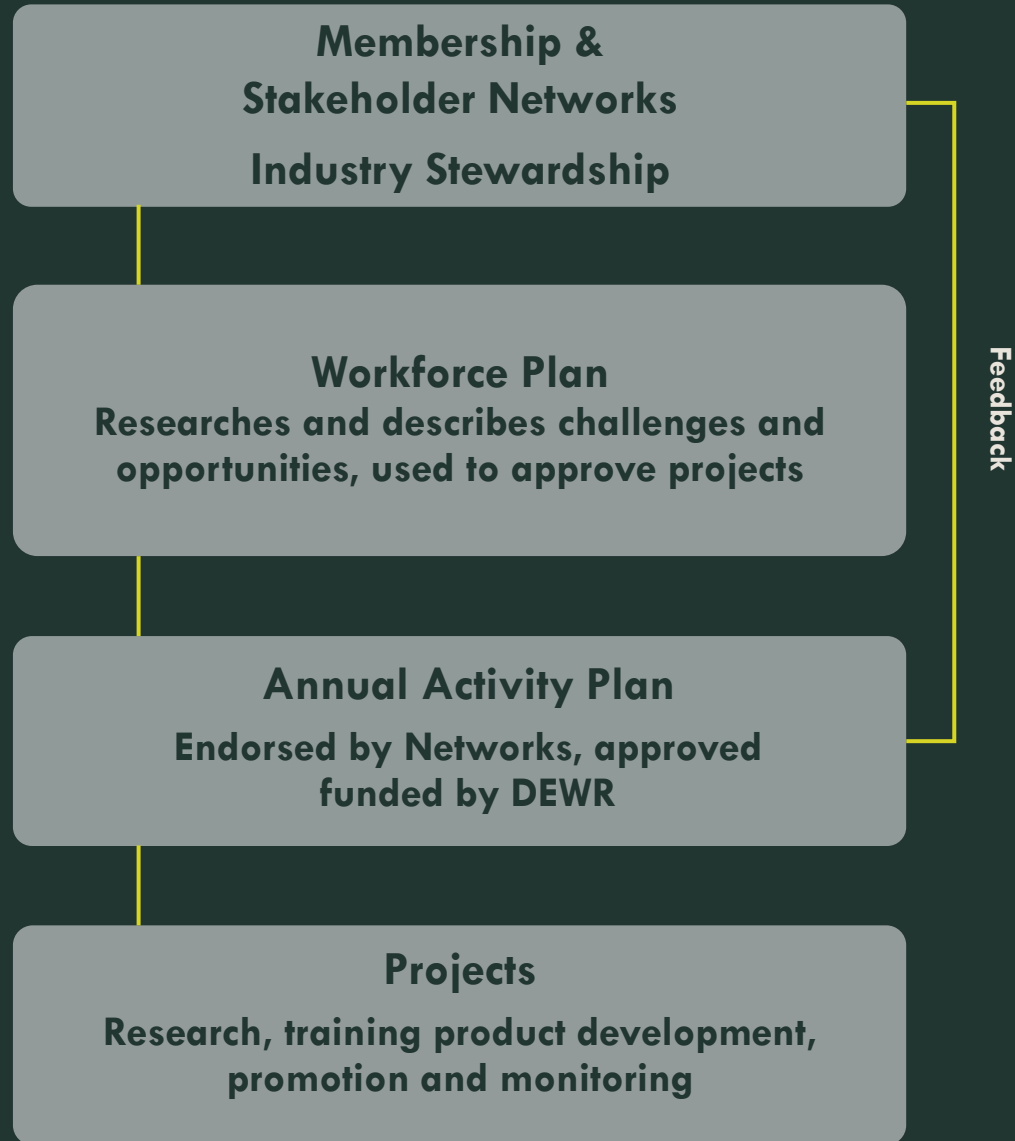 Membership &
Stakeholder Networks
Industry Stewardship
Workforce Plan
Researches and describes challenges and
opportunities, used to approve projects
Feedback
Annual Activity Plan
Endorsed by Networks, approved
funded by DEWR
Projects
Research, training product development,
promotion and monitoring